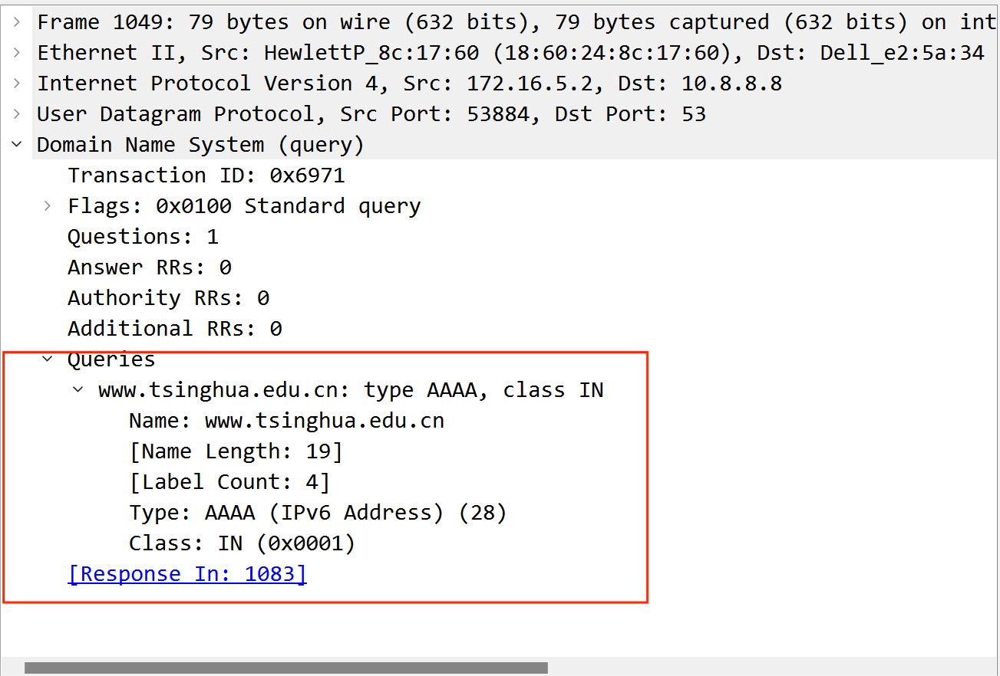 Frame 1049: 79 bytes on wire (632 bits), 79 bytes captured (632 bits) on int
Ethernet II, Src: HewlettP_8c:17:60 (18:60:24:8c:17:60), Dst: Dell_e2:5a:34
Internet Protocol Version 4, Src: 172.16.5.2, Dst: 10.8.8.8
User Datagram Protocol, Src Port: 53884, Dst Port: 53
Domain Name System (query)
Transaction ID: 0x6971
Flags: 0x0100 Standard query
Questions: 1
Answer RRs: 0
Authority RRs: 0
Additional RRs: 0
Queries
www.tsinghua.edu.cn: type AAAA, class IN
Name: www.tsinghua.edu.cn
[Name Length: 19]
[Label Count: 4]
Type: AAAA (IPv6 Address) (28)
Class: IN (0x0001)
[Response In: 1083]